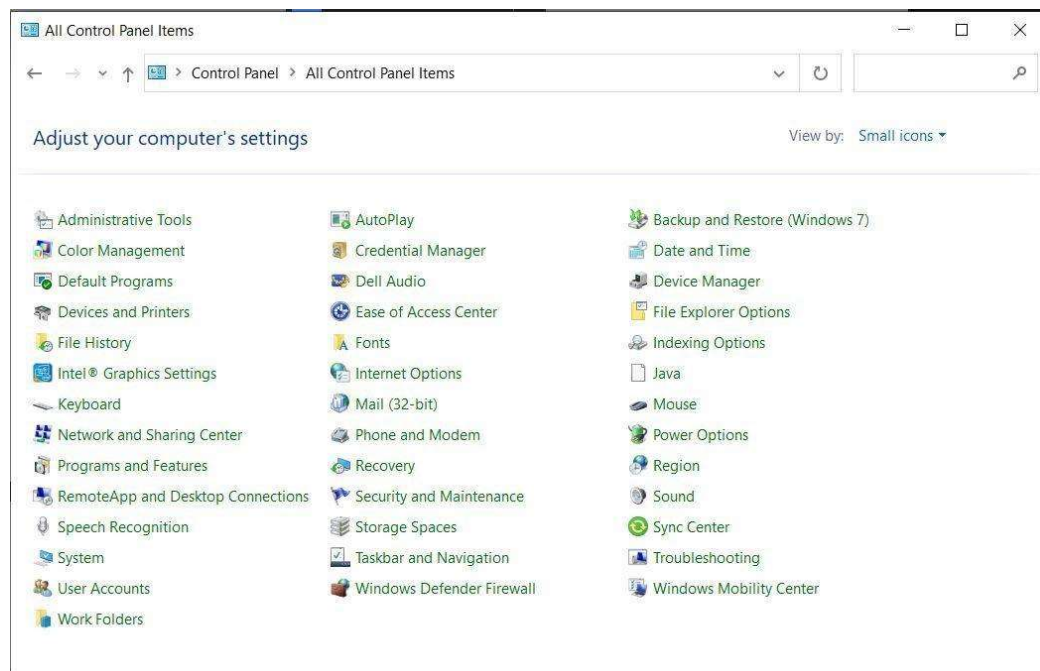 All Control Panel Items
Control Panel > All Control Panel Items
Adjust your computer's settings
View by: Small icons
Administrative Tools AutoPlay Backup and Restore (Windows 7)
Color Management Credential Manager Date and Time
Default Programs Dell Audio Device Manager
Devices and Printers Ease of Access Center File Explorer Options
File History Fonts Indexing Options
Intel® Graphics Settings Internet Options Java
Keyboard Mail (32-bit) Mouse
Network and Sharing Center Phone and Modem Power Options
Programs and Features Recovery Region
RemoteApp and Desktop Connections Security and Maintenance Sound
Speech Recognition Storage Spaces Sync Center
System Taskbar and Navigation Troubleshooting
User Accounts Windows Defender Firewall Windows Mobility Center
Work Folders